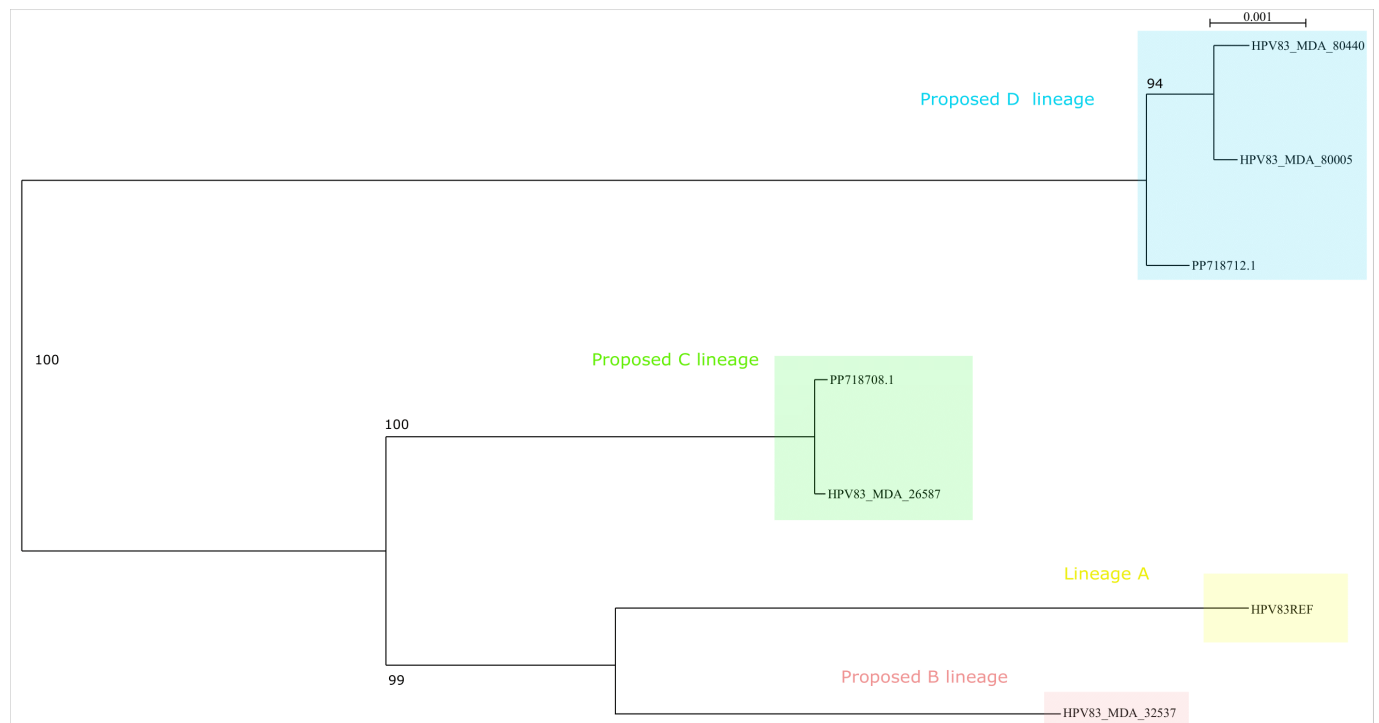 0.001
HPV83_MDA_80440
94
Proposed D  lineage
HPV83_MDA_80005
PP718712.1
100
Proposed C lineage
PP718708.1
100
HPV83_MDA_26587
Lineage A
HPV83REF
99
Proposed B lineage
HPV83_MDA_32537